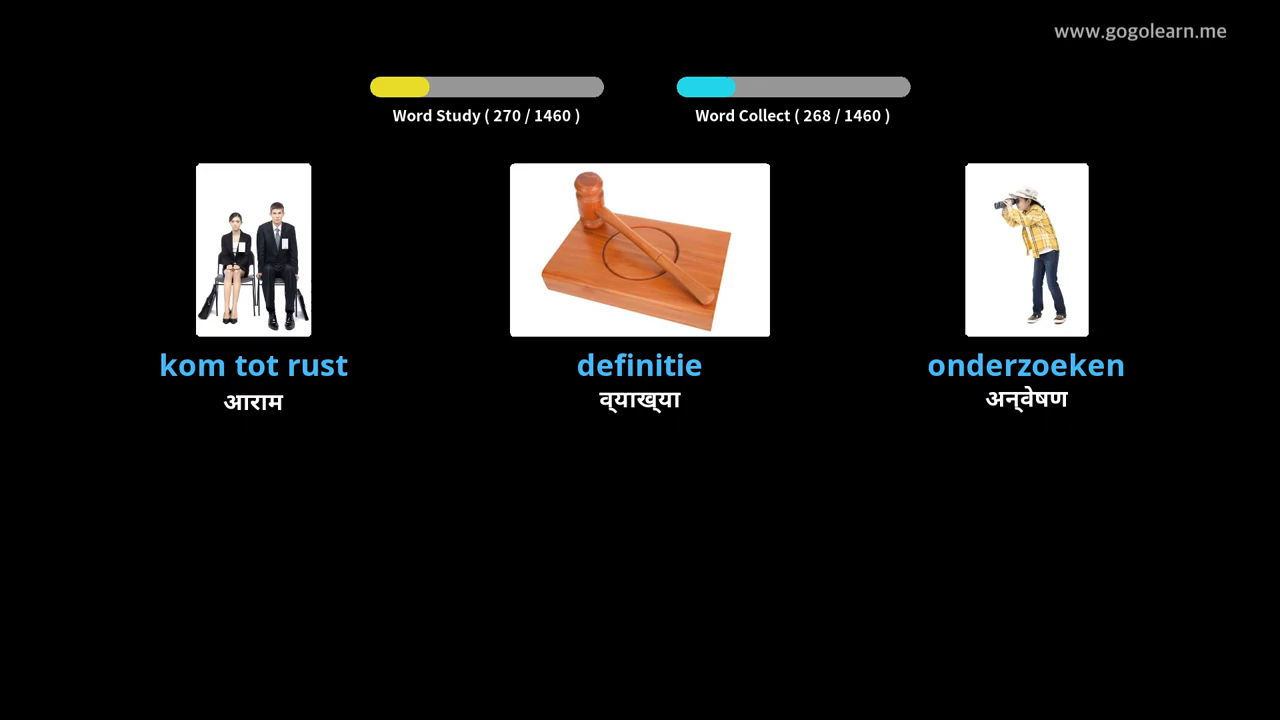 www.gogolearn.me
Word Study ( 270 / 1460 )
Word Collect ( 268 / 1460 )
kom tot rust
definitie
onderzoeken
आराम
व्याख्या
अन्वेषण